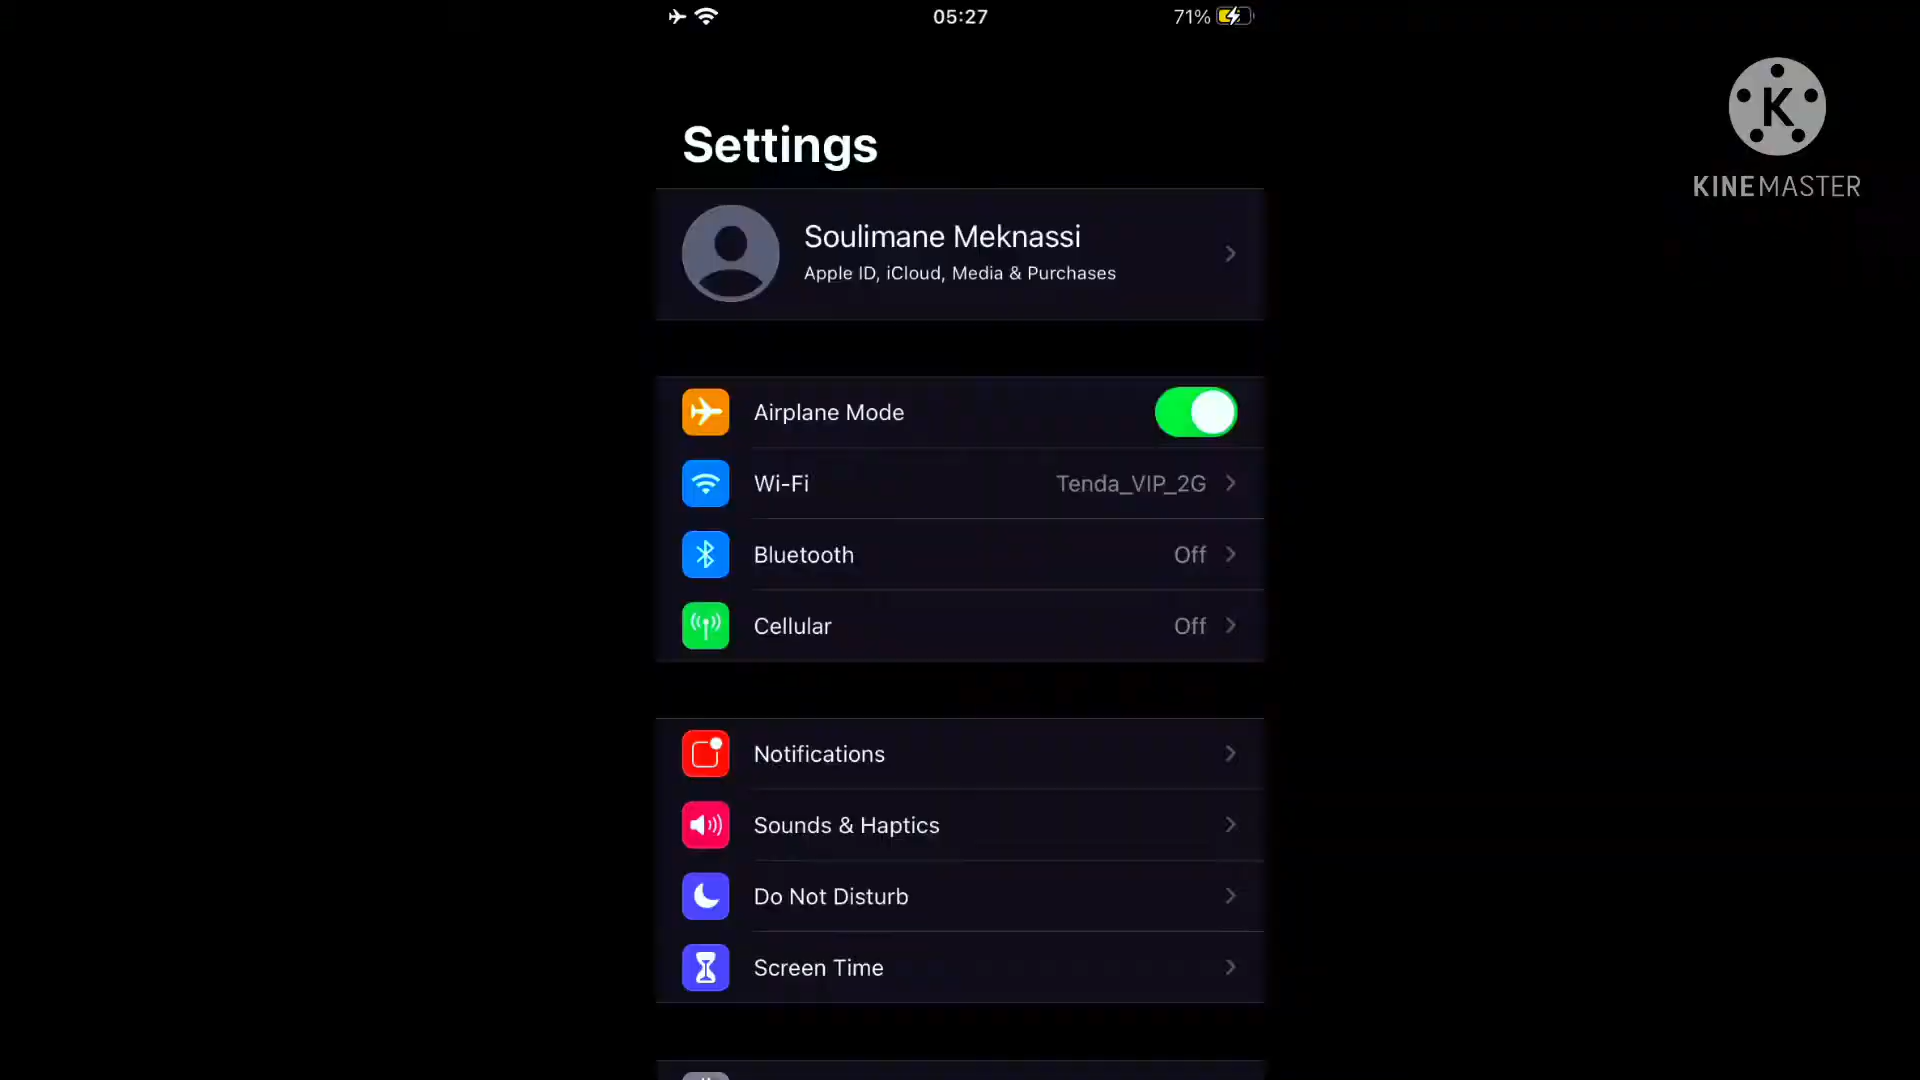 05:27
71%
K
KINEMASTER
Settings
Soulimane Meknassi
Apple ID, iCloud, Media & Purchases
Airplane Mode
Wi-Fi Tenda_VIP_2G
Bluetooth Off
Cellular Off
Notifications
Sounds & Haptics
Do Not Disturb
Screen Time